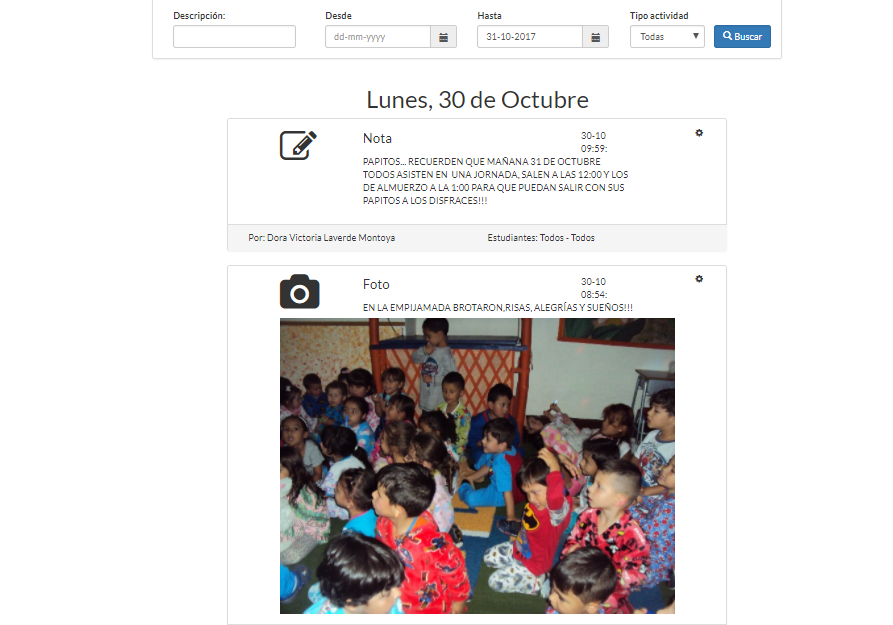 Descripción:
Desde
Hasta
Tipo actividad
dd-mm-yyyy
31-10-2017
Todas
Buscar
Lunes, 30 de Octubre
Nota
30-10
09:59:
PAPITOS... RECUERDEN QUE MAÑANA 31 DE OCTUBRE
TODOS ASISTEN EN UNA JORNADA, SALEN A LAS 12:00 Y LOS
DE ALMUERZO A LA 1:00 PARA QUE PUEDAN SALIR CON SUS
PAPITOS A LOS DISFRACES!!!
Por: Dora Victoria Laverde Montoya
Estudiantes: Todos - Todos
Foto
30-10
08:54:
EN LA EMPIJAMADA BROTARON,RISAS, ALEGRÍAS Y SUEÑOS!!!